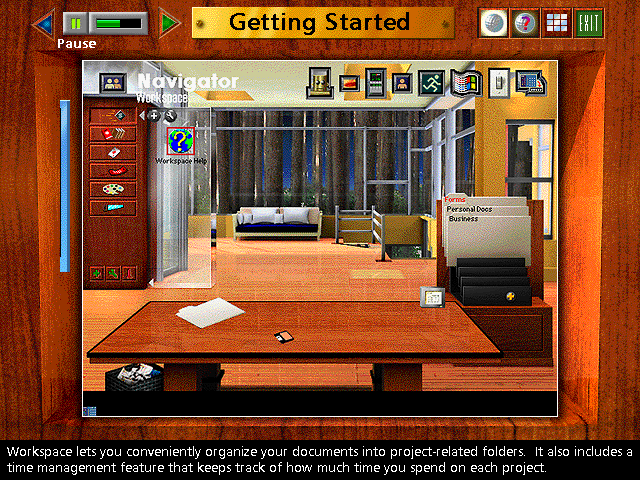 Getting Started
EXIT
Pause
Navigator
Workspace
Workspace Help
Forms
Personal Docs
Business
Workspace lets you conveniently organize your documents into project-related folders. It also includes a
time management feature that keeps track of how much time you spend on each project.